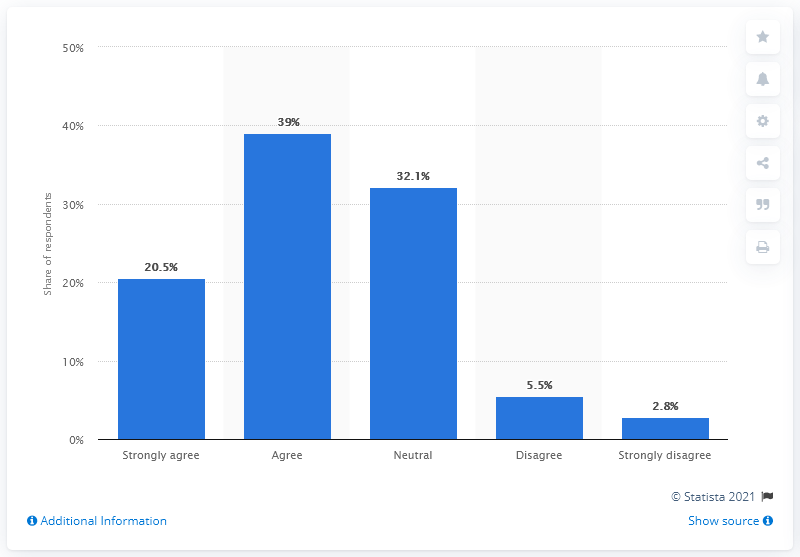 50%
40%
30%
20%
10%
0%
Share of respondents
20.5%
39%
32.1%
5.5%
2.8%
Strongly agree
Agree
Neutral
Disagree
Strongly disagree
© Statista 2021
Additional Information
Show source